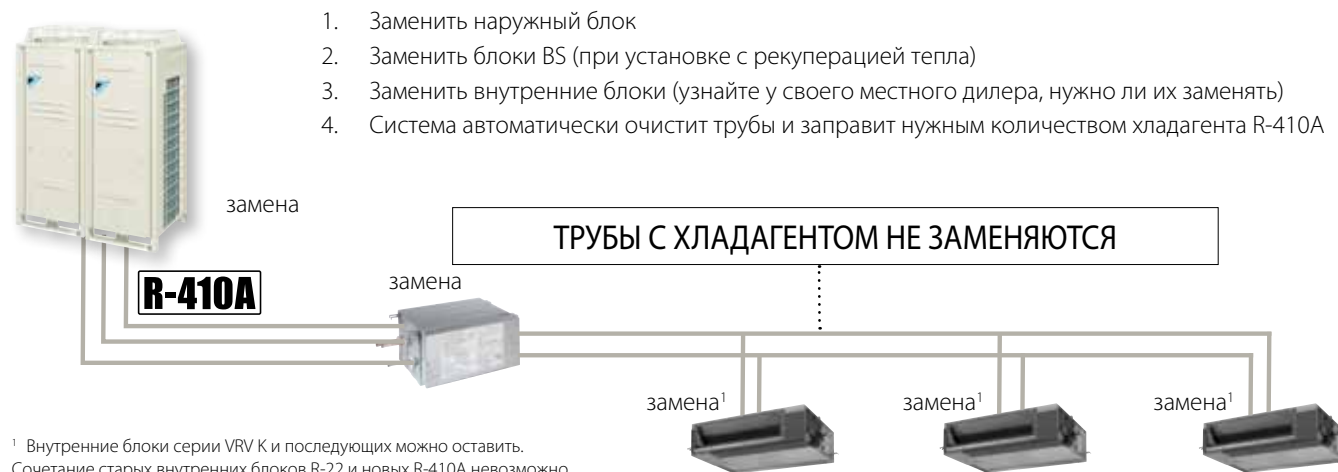 1. Заменить наружный блок
2. Заменить блоки BS (при установке с рекуперацией тепла)
3. Заменить внутренние блоки (узнайте у своего местного дилера, нужно ли их заменять)
4. Система автоматически очистит трубы и заправит нужным количеством хладагента R-410A
замена
ТРУБЫ С ХЛАДАГЕНТОМ НЕ ЗАМЕНЯЮТСЯ
R-410A
замена
замена¹
замена¹
замена¹
¹ Внутренние блоки серии VRV K и последующих можно оставить.
Сочетание старых внутренних блоков R-22 и новых R-410A невозможно